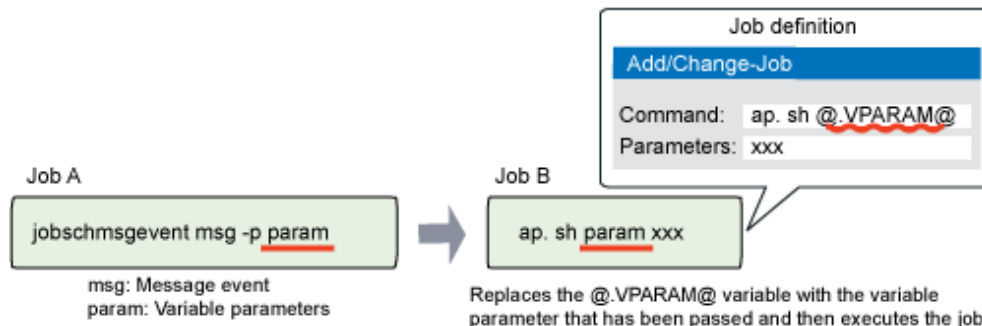 Job definition
Add/Change-Job
Command: ap. sh @.VPARAM@
Parameters: xxx
Job A
jobschmsgevent msg -p param
msg: Message event
param: Variable parameters
Job B
ap. sh param xxx
Replaces the @.VPARAM@ variable with the variable
parameter that has been passed and then executes the job